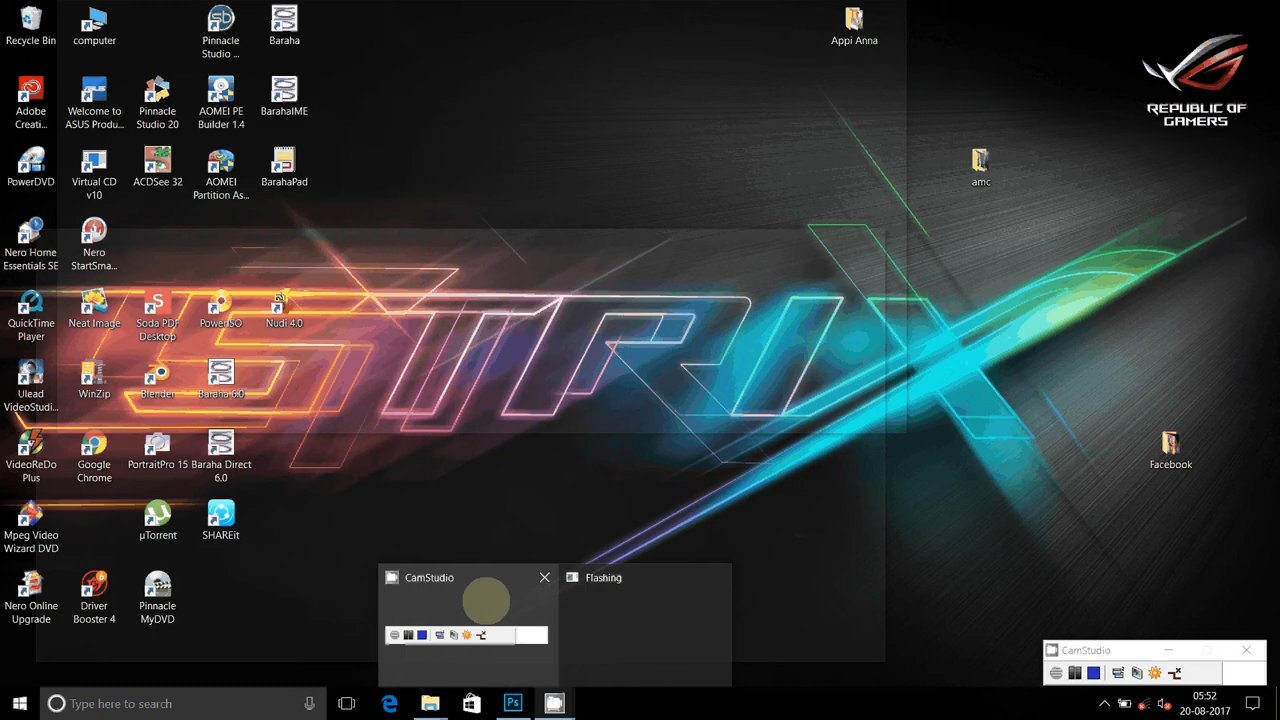 Recycle Bin
computer
Pinnacle
Studio ...
Baraha
Appi Anna
REPUBLIC OF
GAMERS
Adobe
Creati...
Welcome to
ASUS Produ...
Pinnacle
Studio 20
AOMEI PE
Builder 1.4
BarahaIME
PowerDVD
Virtual CD
v10
ACDSee 32
AOMEI
Partition As...
BarahaPad
amc
Nero Home
Essentials SE
Nero
StartSma...
QuickTime
Player
Neat Image
Soda PDF
Desktop
PowerISO
Nudi 4.0
STRIX
Ulead
VideoStudi...
WinZip
Blender
Baraha 6.0
VideoReDo
Plus
Google
Chrome
PortraitPro 15
Baraha Direct
6.0
Facebook
Mpeg Video
Wizard DVD
µTorrent
SHAREit
Nero Online
Upgrade
Driver
Booster 4
Pinnacle
MyDVD
CamStudio
Flashing
CamStudio
Type here to search
Ps
05:52
20-08-2017